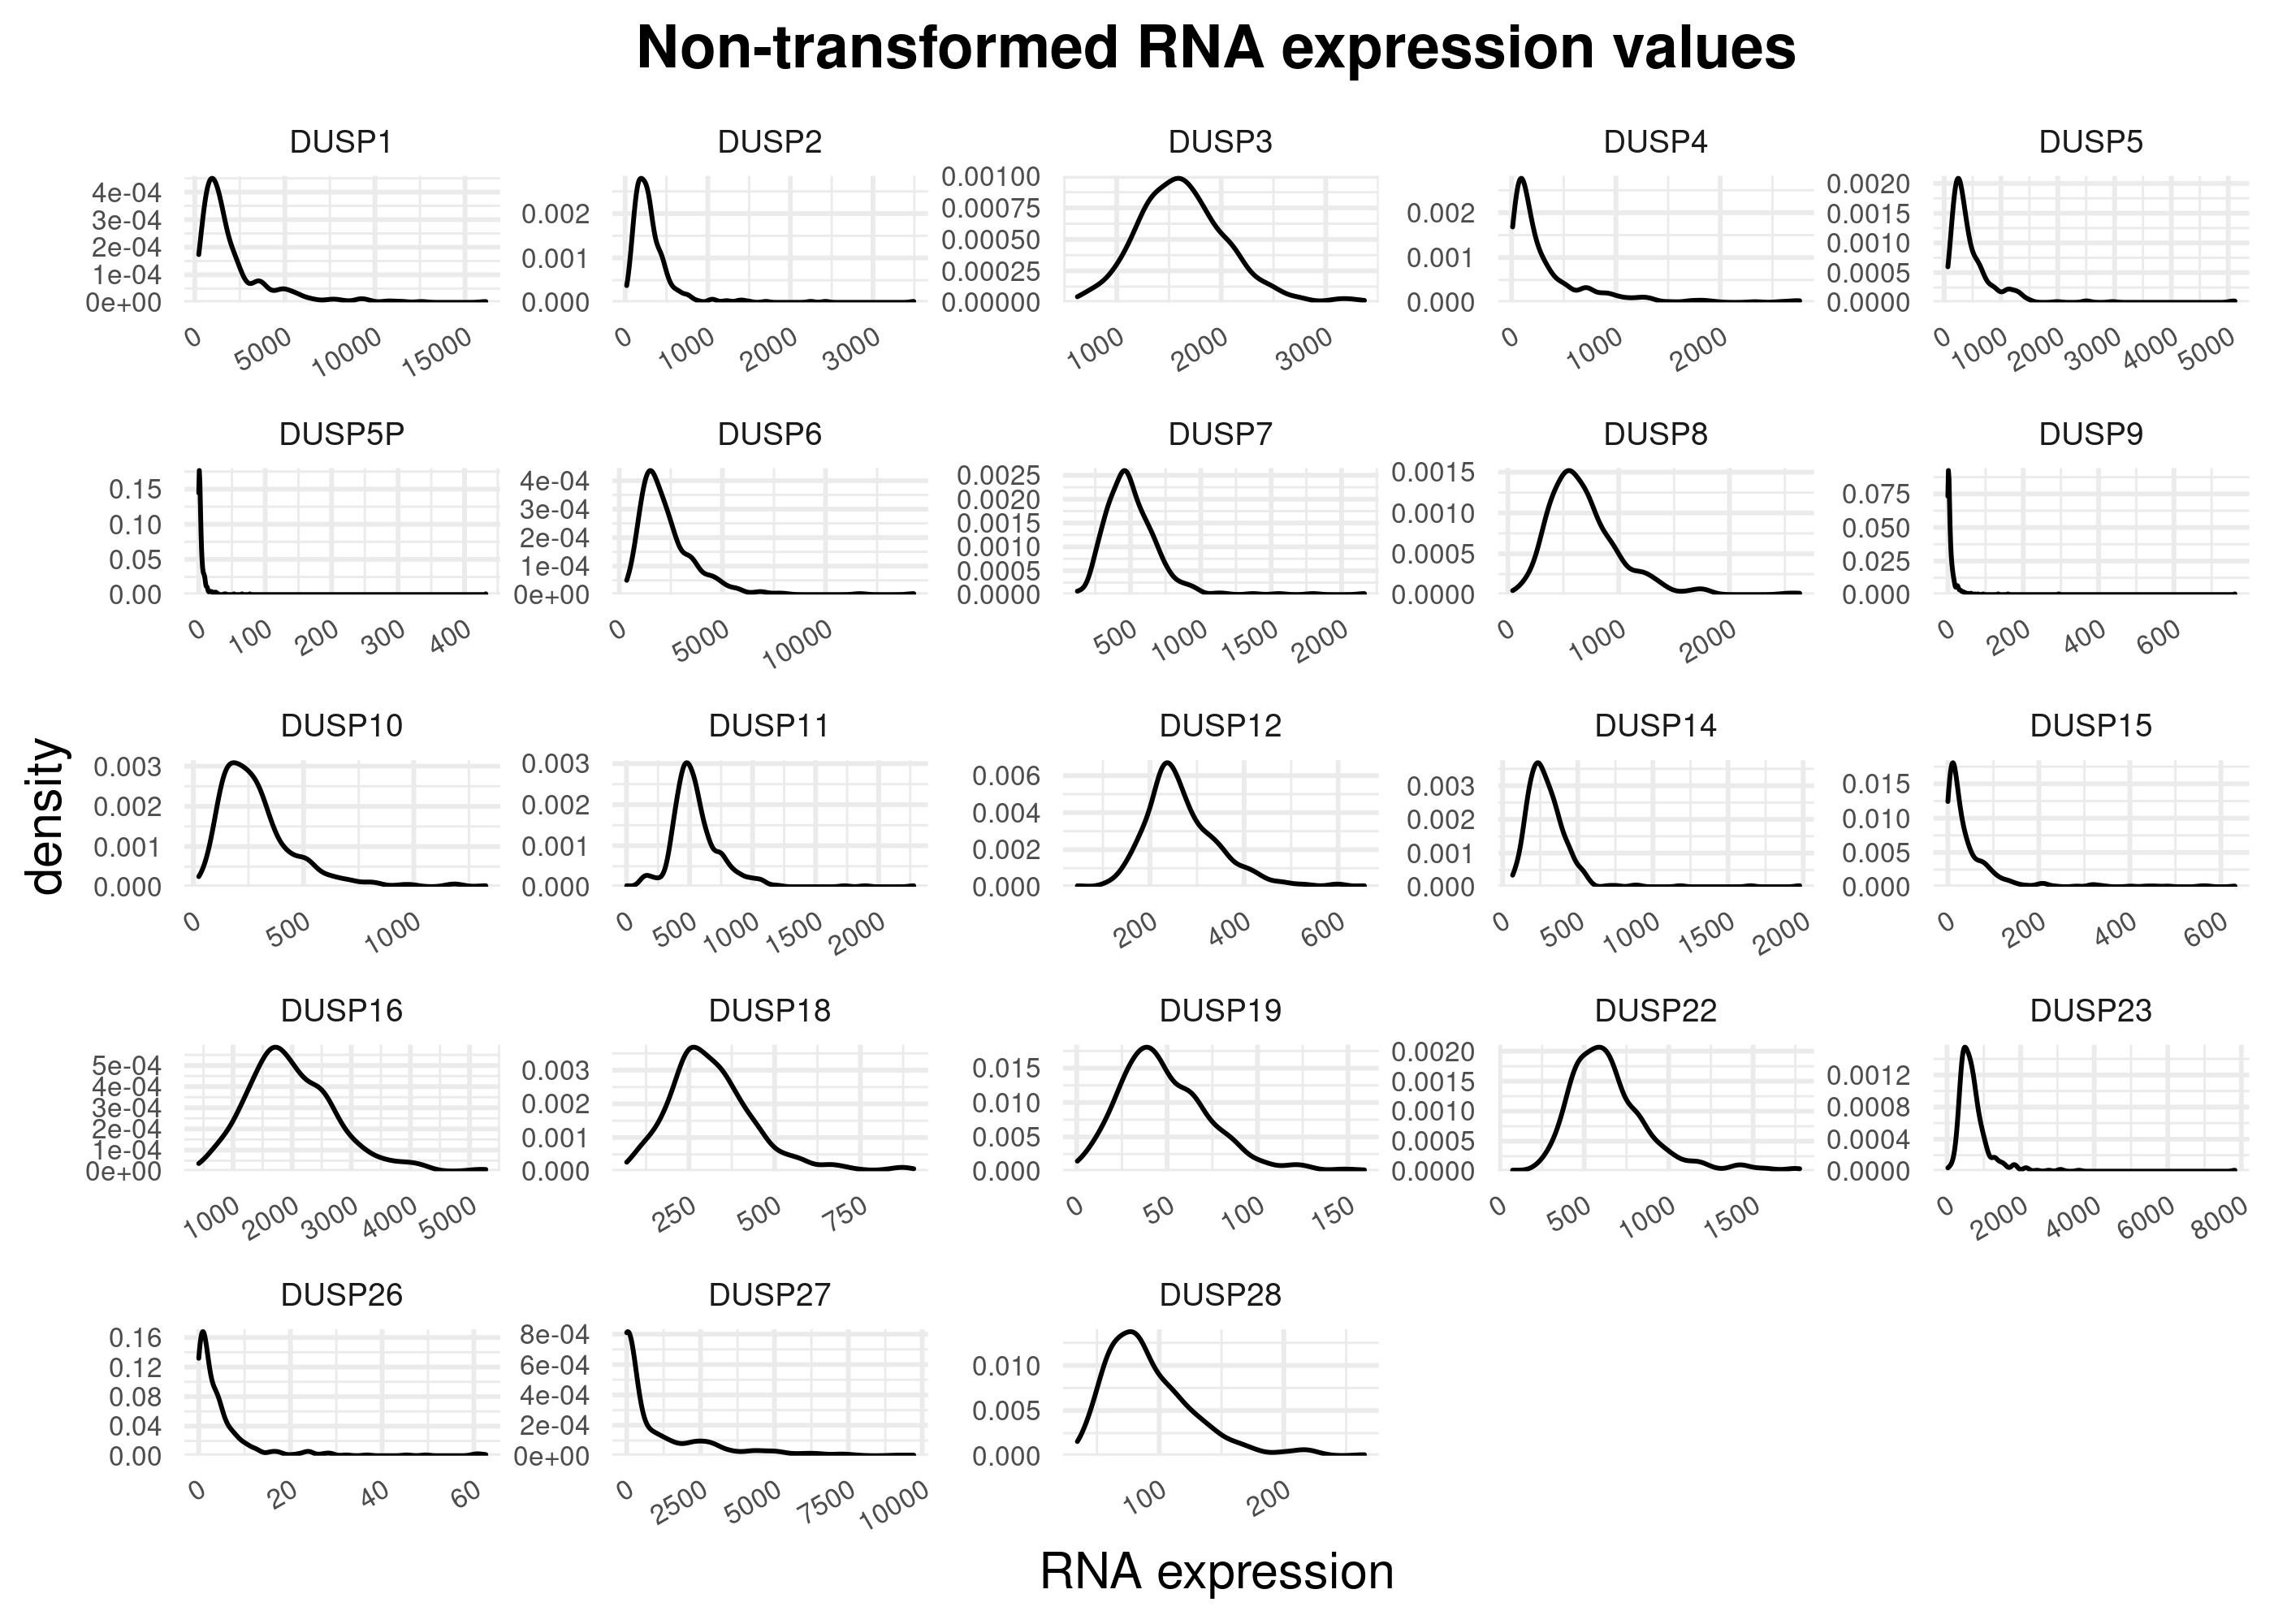 Non-transformed RNA expression values
DUSP1 DUSP2 DUSP3 DUSP4 DUSP5
4e-04 3e-04 2e-04 1e-04 0e+00
0 5000 10000 15000
0.002 0.001 0.000
0 1000 2000 3000
0.00100 0.00075 0.00050 0.00025 0.00000
1000 2000 3000
0.002 0.001 0.000
0 1000 2000
0.0020 0.0015 0.0010 0.0005 0.0000
0 1000 2000 3000 4000 5000
DUSP5P DUSP6 DUSP7 DUSP8 DUSP9
0.15 0.10 0.05 0.00
0 100 200 300 400
4e-04 3e-04 2e-04 1e-04 0e+00
0 5000 10000
0.0025 0.0020 0.0015 0.0010 0.0005 0.0000
500 1000 1500 2000
0.0015 0.0010 0.0005 0.0000
0 1000 2000
0.075 0.050 0.025 0.000
0 200 400 600
density
DUSP10 DUSP11 DUSP12 DUSP14 DUSP15
0.003 0.002 0.001 0.000
0 500 1000
0.003 0.002 0.001 0.000
0 500 1000 1500 2000
0.006 0.004 0.002 0.000
200 400 600
0.003 0.002 0.001 0.000
0 500 1000 1500 2000
0.015 0.010 0.005 0.000
0 200 400 600
DUSP16 DUSP18 DUSP19 DUSP22 DUSP23
5e-04 4e-04 3e-04 2e-04 1e-04 0e+00
1000 2000 3000 4000 5000
0.003 0.002 0.001 0.000
250 500 750
0.015 0.010 0.005 0.000
0 50 100 150
0.0020 0.0015 0.0010 0.0005 0.0000
0 500 1000 1500
0.0012 0.0008 0.0004 0.0000
0 2000 4000 6000 8000
DUSP26 DUSP27 DUSP28
0.16 0.12 0.08 0.04 0.00
0 20 40 60
8e-04 6e-04 4e-04 2e-04 0e+00
0 2500 5000 7500 10000
0.010 0.005 0.000
100 200
RNA expression